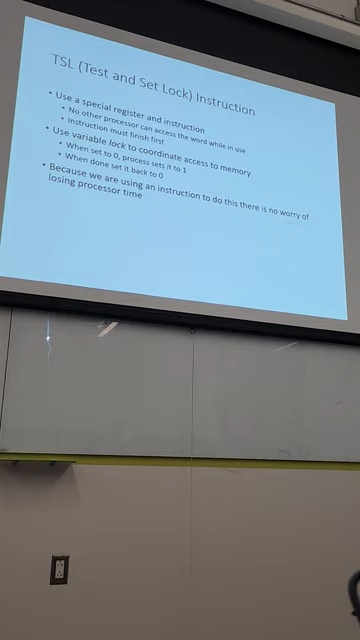 TSL (Test and Set Lock) Instruction
• Use a special register and instruction
• No other processor can access the word while in use
• Instruction must finish first
• Use variable lock to coordinate access to memory
• When set to 0, process sets it to 1
• When done set it back to 0
• Because we are using an instruction to do this there is no worry of
losing processor time